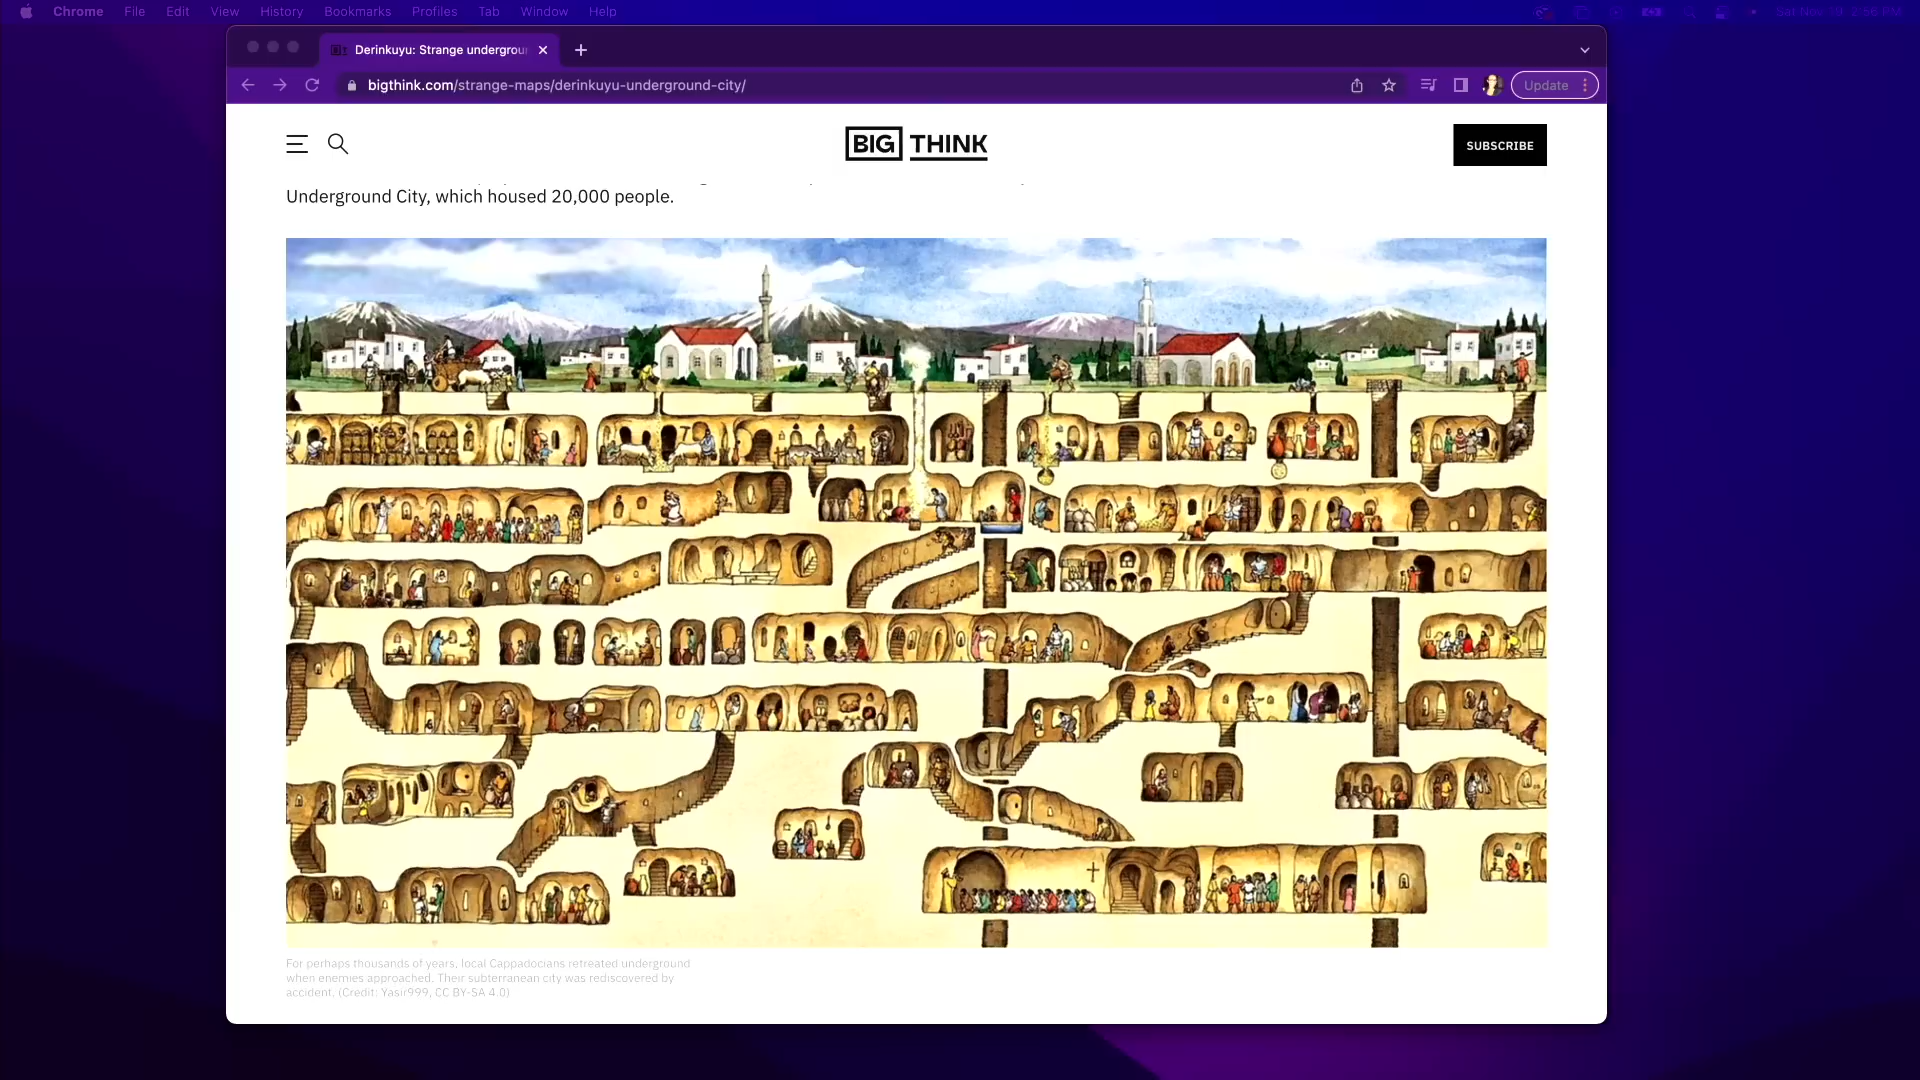 Chrome File Edit View History Bookmarks Profiles Tab Window Help
Derinkuyu: Strange undergroun
bigthink.com/strange-maps/derinkuyu-underground-city/
Update
BIG THINK
SUBSCRIBE
Underground City, which housed 20,000 people.
For perhaps thousands of years, local Cappadocians retreated underground
when enemies approached. Their subterranean city was rediscovered by
accident. (Credit: Yasir999, CC BY-SA 4.0)